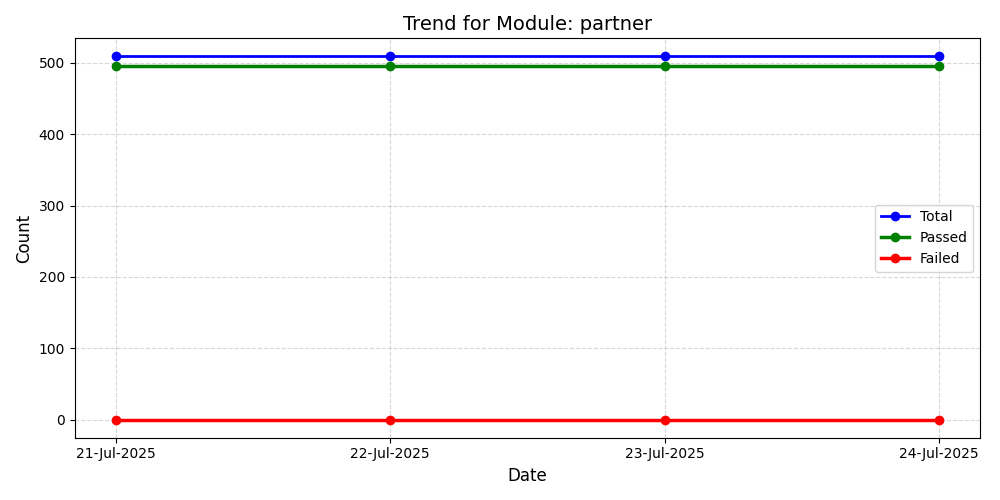 Trend for Module: partner
500
400
300
200
100
0
Count
Total
Passed
Failed
21-Jul-2025 22-Jul-2025 23-Jul-2025 24-Jul-2025
Date